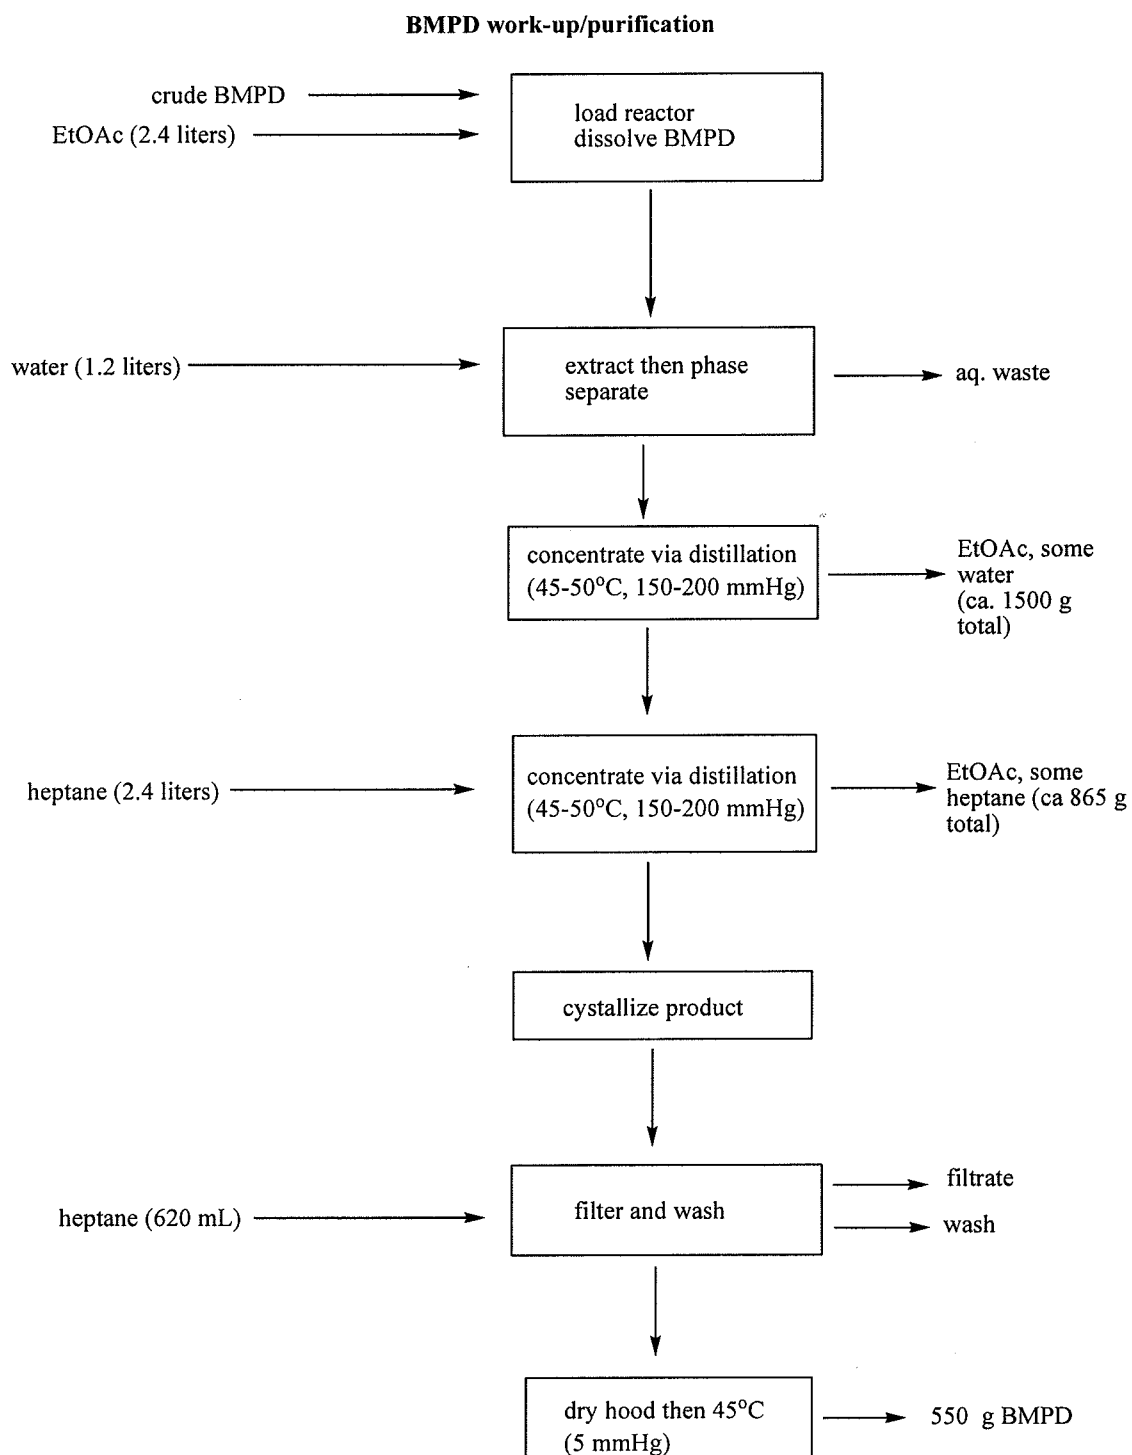 BMPD work-up/purification
crude BMPD
EtOAc (2.4 liters)
load reactor
dissolve BMPD
water (1.2 liters)
extract then phase
separate
aq. waste
concentrate via distillation
(45-50°C, 150-200 mmHg)
EtOAc, some
water
(ca. 1500 g
total)
heptane (2.4 liters)
concentrate via distillation
(45-50°C, 150-200 mmHg)
EtOAc, some
heptane (ca 865 g
total)
cystallize product
heptane (620 mL)
filter and wash
filtrate
wash
dry hood then 45°C
(5 mmHg)
550 g BMPD